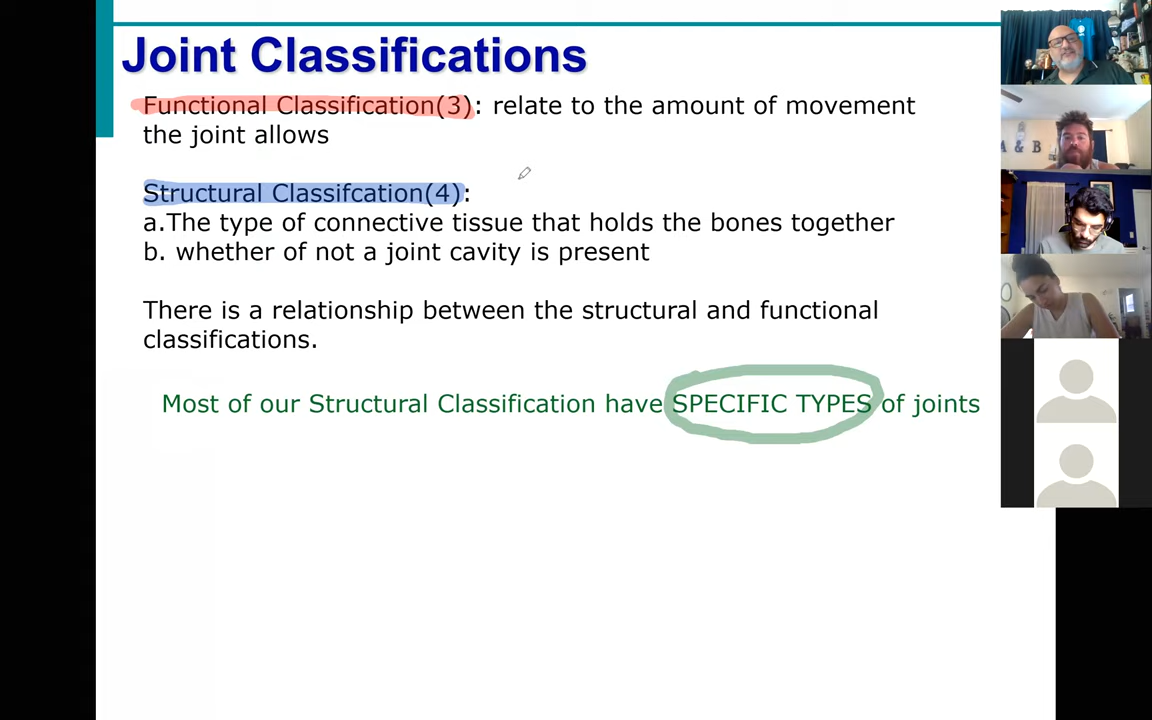 Joint Classifications
Functional Classification(3): relate to the amount of movement
the joint allows
Structural Classifcation(4):
a.The type of connective tissue that holds the bones together
b. whether of not a joint cavity is present
There is a relationship between the structural and functional
classifications.
Most of our Structural Classification have SPECIFIC TYPES of joints
A & B